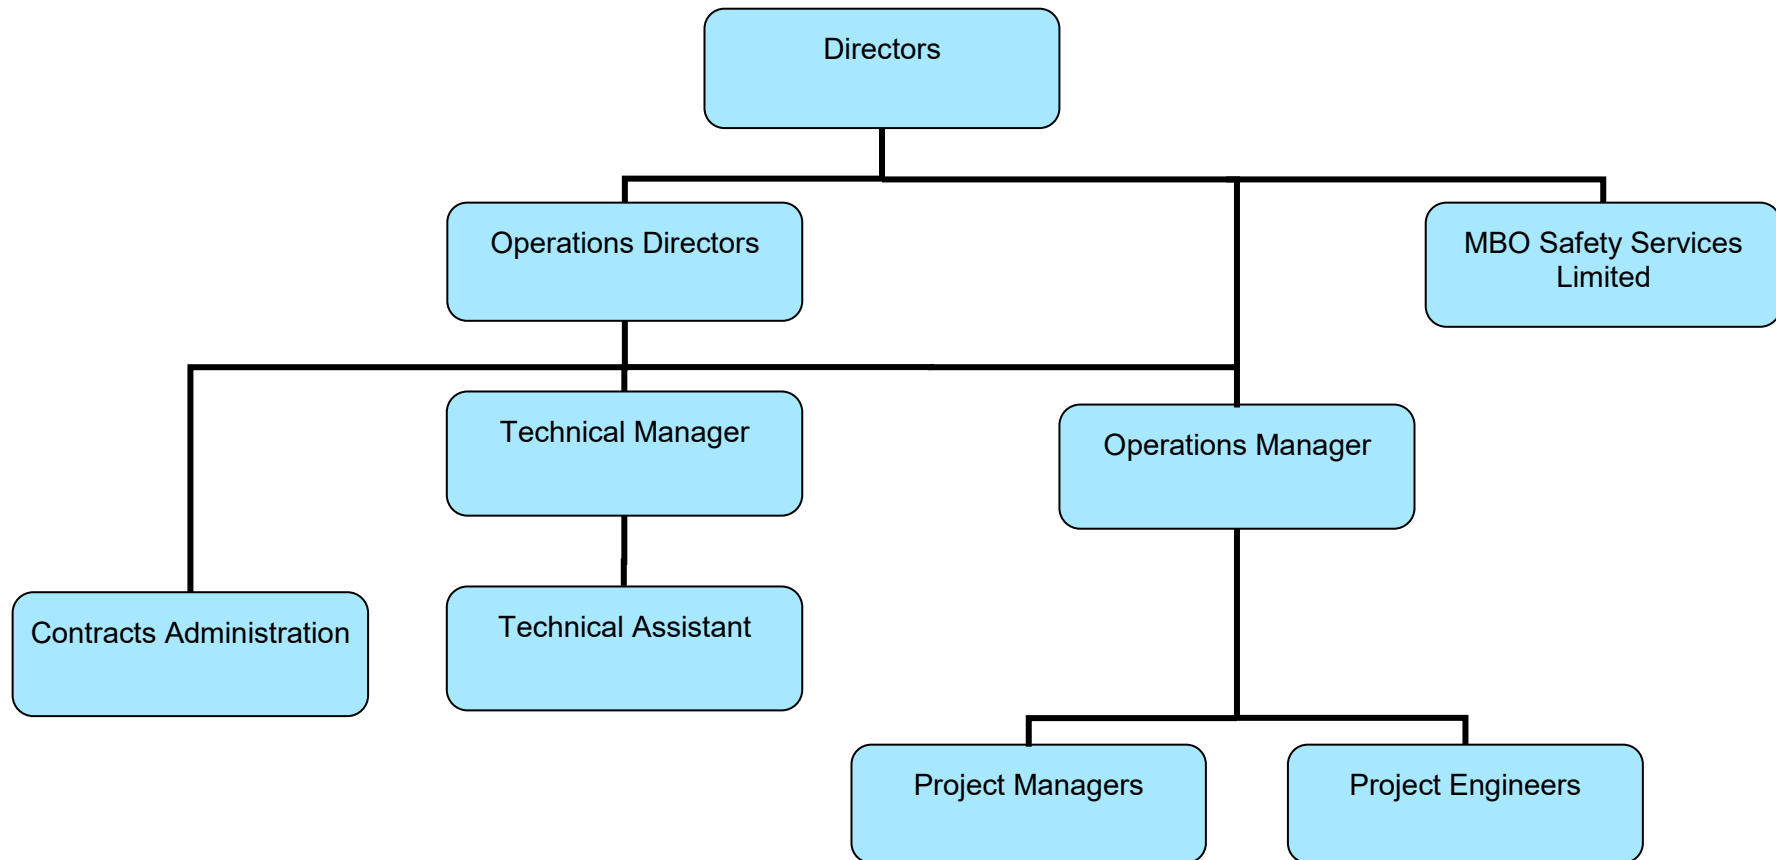 Directors
Operations Directors
MBO Safety Services
Limited
Technical Manager
Operations Manager
Contracts Administration
Technical Assistant
Project Managers
Project Engineers